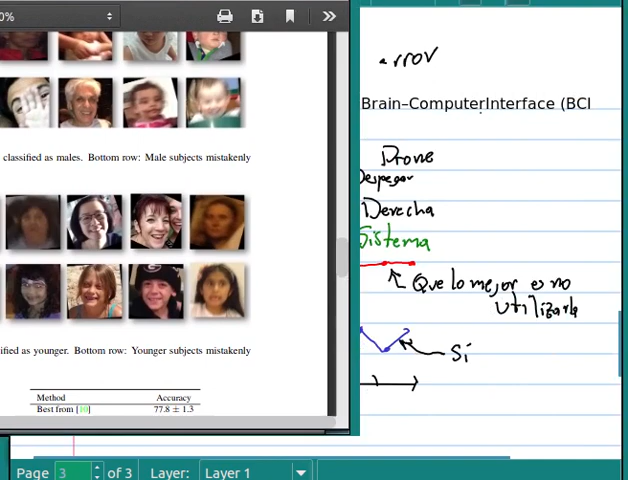 0%
classified as males. Bottom row: Male subjects mistakenly
ified as younger. Bottom row: Younger subjects mistakenly
Method Accuracy
Best from [10] 77.8 ± 1.3
error
Brain–ComputerInterface (BCI
Drone
Despegar
Derecha
Sistema
Que lo mejor es no
utilizarla
Si
Page 3 of 3 Layer: Layer 1